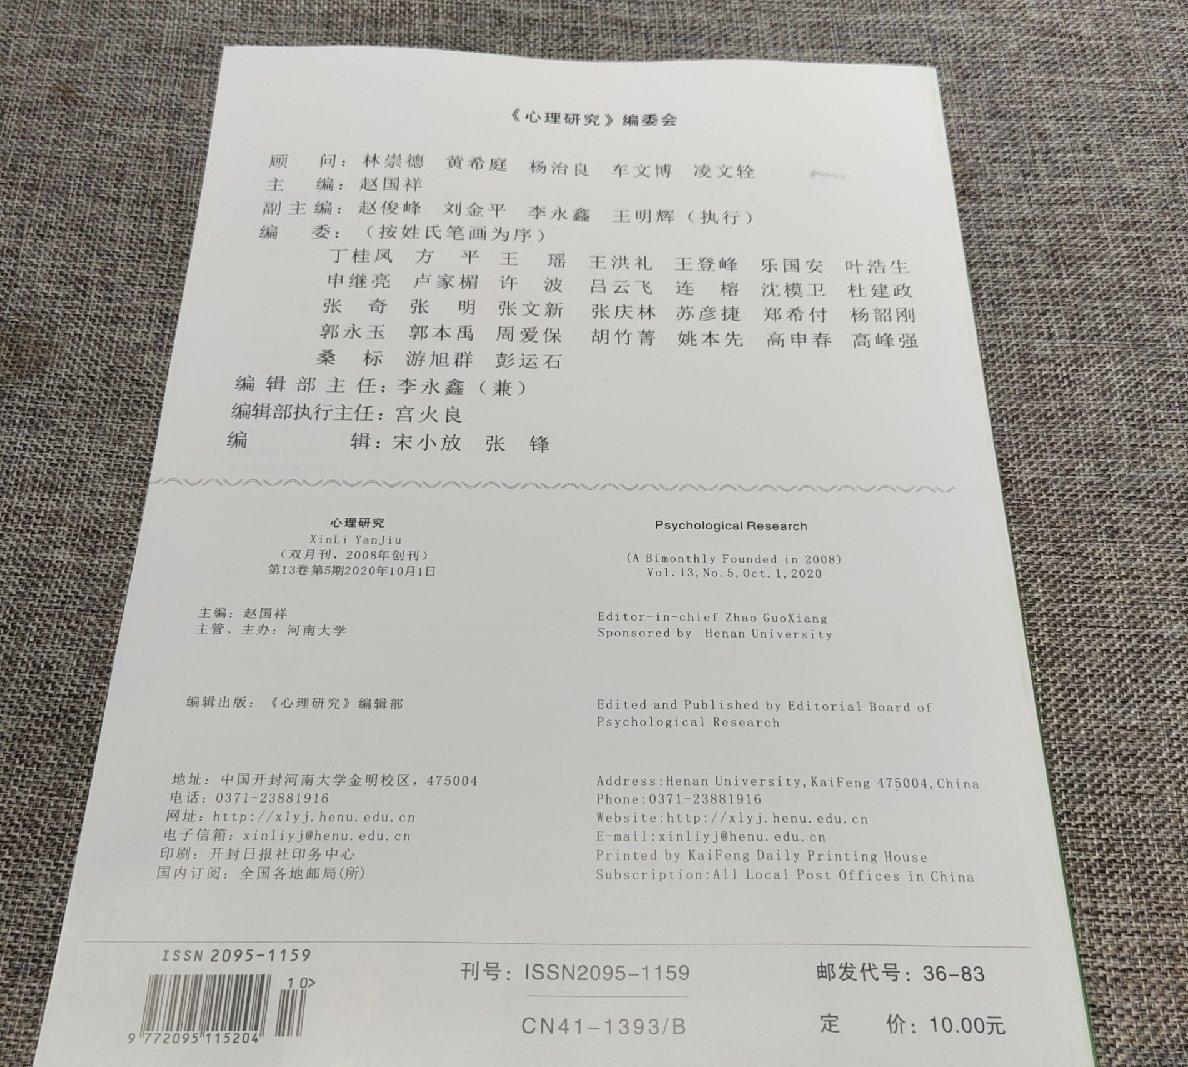 《心理研究》编委会
顾 问：林崇德 黄希庭 杨治良 车文博 凌文辁
主 编：赵国祥
副主编：赵俊峰 刘金平 李永鑫 王明辉（执行）
编 委：（按姓氏笔画为序）
丁桂凤 方 平 王 瑶 王洪礼 王登峰 乐国安 叶浩生
申继亮 卢家楣 许 波 吕云飞 连 榕 沈模卫 杜建政
张 奇 张 明 张文新 张庆林 苏彦捷 郑希付 杨韶刚
郭永玉 郭本禹 周爱保 胡竹菁 姚本先 高申春 高峰强
桑 标 游旭群 彭运石
编辑部主任：李永鑫（兼）
编辑部执行主任：宫火良
编 辑：宋小放 张 锋
心理研究
XinLi YanJiu
（双月刊，2008年创刊）
第13卷第5期2020年10月1日
主编：赵国祥
主管、主办：河南大学
编辑出版：《心理研究》编辑部
地址：中国开封河南大学金明校区，475004
电话：0371-23881916
网址：http://xlyj.henu.edu.cn
电子信箱：xinliyj@henu.edu.cn
印刷：开封日报社印务中心
国内订阅：全国各地邮局(所)
Psychological Research
(A Bimonthly Founded in 2008)
Vol.13,No.5,Oct.1,2020
Editor-in-chief Zhao GuoXiang
Sponsored by Henan University
Edited and Published by Editorial Board of
Psychological Research
Address:Henan University,KaiFeng 475004,China
Phone:0371-23881916
Website:http://xlyj.henu.edu.cn
E-mail:xinliyj@henu.edu.cn
Printed by KaiFeng Daily Printing House
Subscription:All Local Post Offices in China
ISSN 2095-1159
10>
9 772095 115204
刊号：ISSN2095-1159
CN41-1393/B
邮发代号：36-83
定 价：10.00元